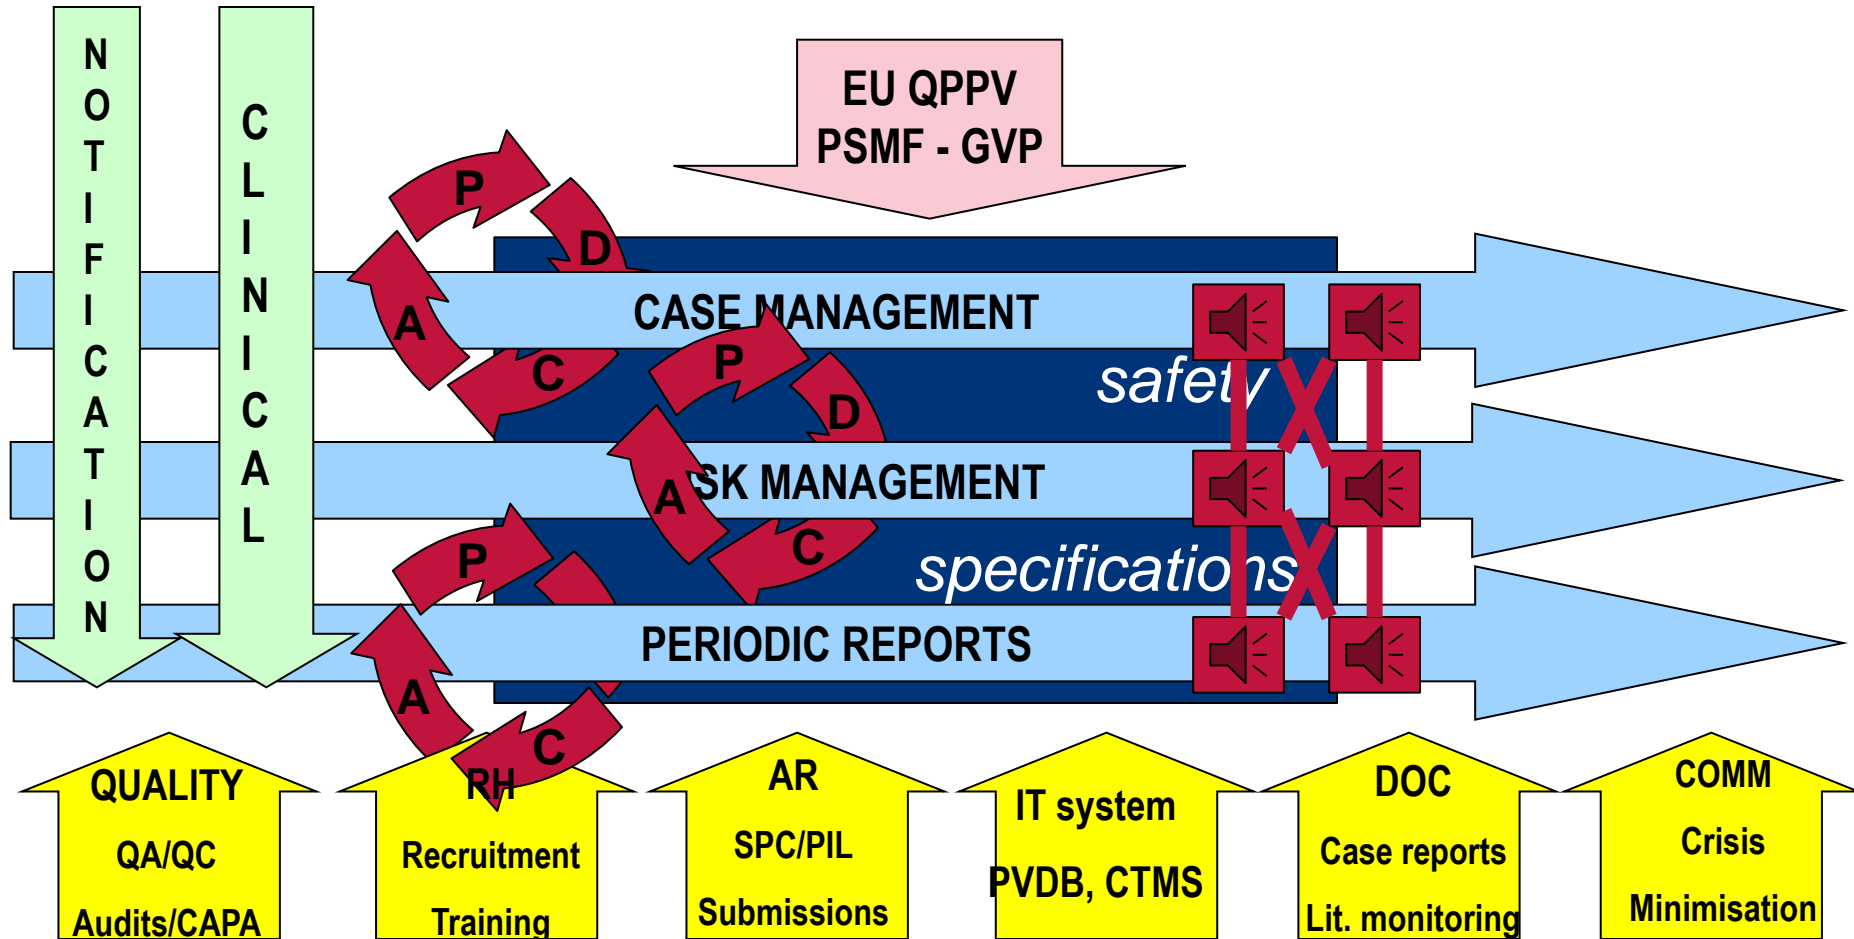 NOTIFICATION
CLINICAL
EU QPPV
PSMF - GVP
P
D
C
A
CASE MANAGEMENT
safety
P
D
C
A
SK MANAGEMENT
specifications
P
C
A
PERIODIC REPORTS
QUALITY
QA/QC
Audits/CAPA
RH
Recruitment
Training
AR
SPC/PIL
Submissions
IT system
PVDB, CTMS
DOC
Case reports
Lit. monitoring
COMM
Crisis
Minimisation